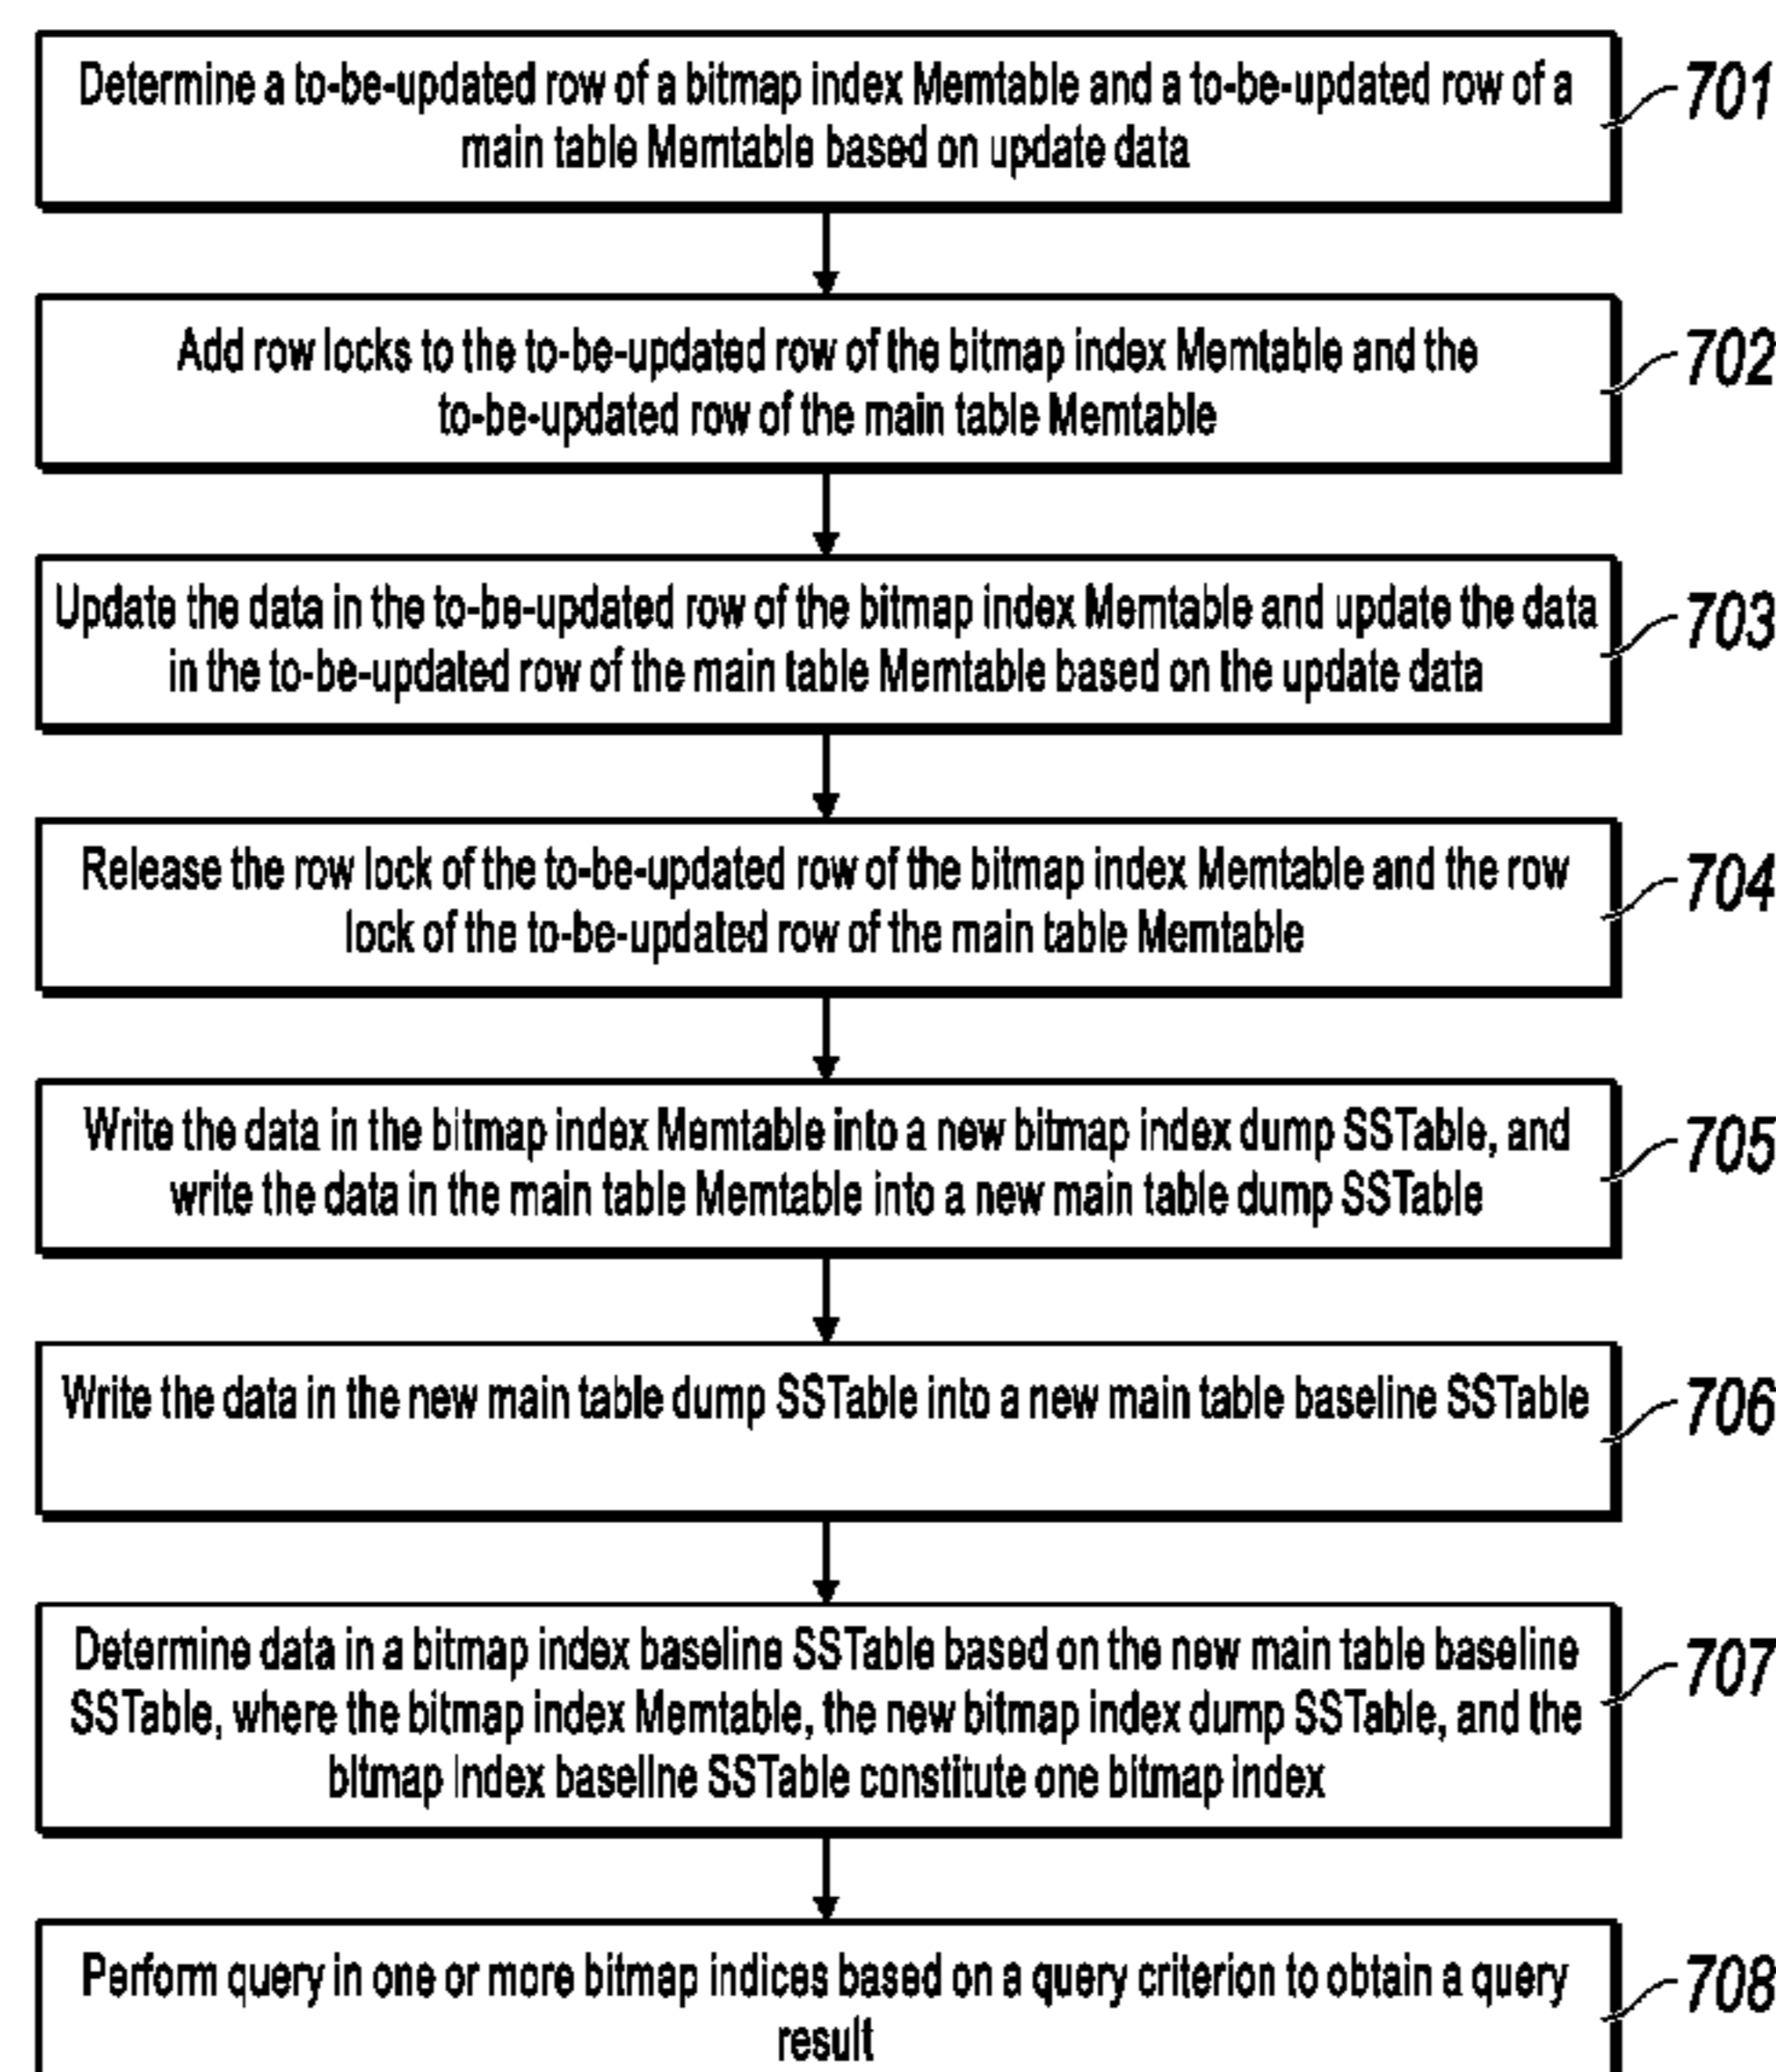 Determine a to-be-updated row of a bitmap index Memtable and a to-be-updated row of a
main table Memtable based on update data
701
Add row locks to the to-be-updated row of the bitmap index Memtable and the
to-be-updated row of the main table Memtable
702
Update the data in the to-be-updated row of the bitmap index Memtable and update the data
in the to-be-updated row of the main table Memtable based on the update data
703
Release the row lock of the to-be-updated row of the bitmap index Memtable and the row
lock of the to-be-updated row of the main table Memtable
704
Write the data in the bitmap index Memtable into a new bitmap index dump SSTable, and
write the data in the main table Memtable into a new main table dump SSTable
705
Write the data in the new main table dump SSTable into a new main table baseline SSTable
706
Determine data in a bitmap index baseline SSTable based on the new main table baseline
SSTable, where the bitmap index Memtable, the new bitmap index dump SSTable, and the
bitmap index baseline SSTable constitute one bitmap index
707
Perform query in one or more bitmap indices based on a query criterion to obtain a query
result
708